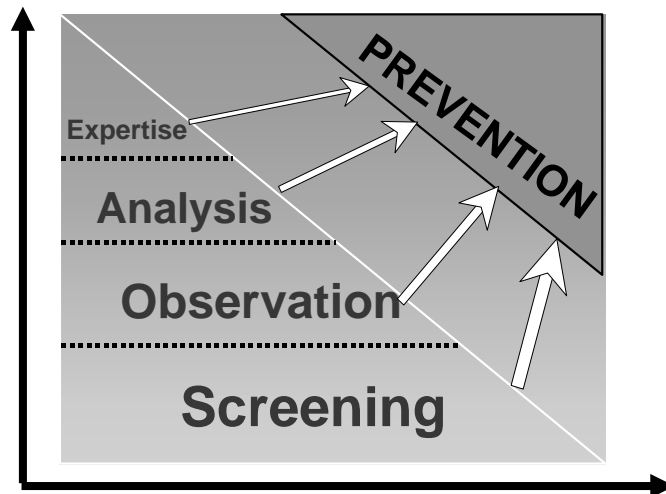 PREVENTION
Expertise
Analysis
Observation
Screening